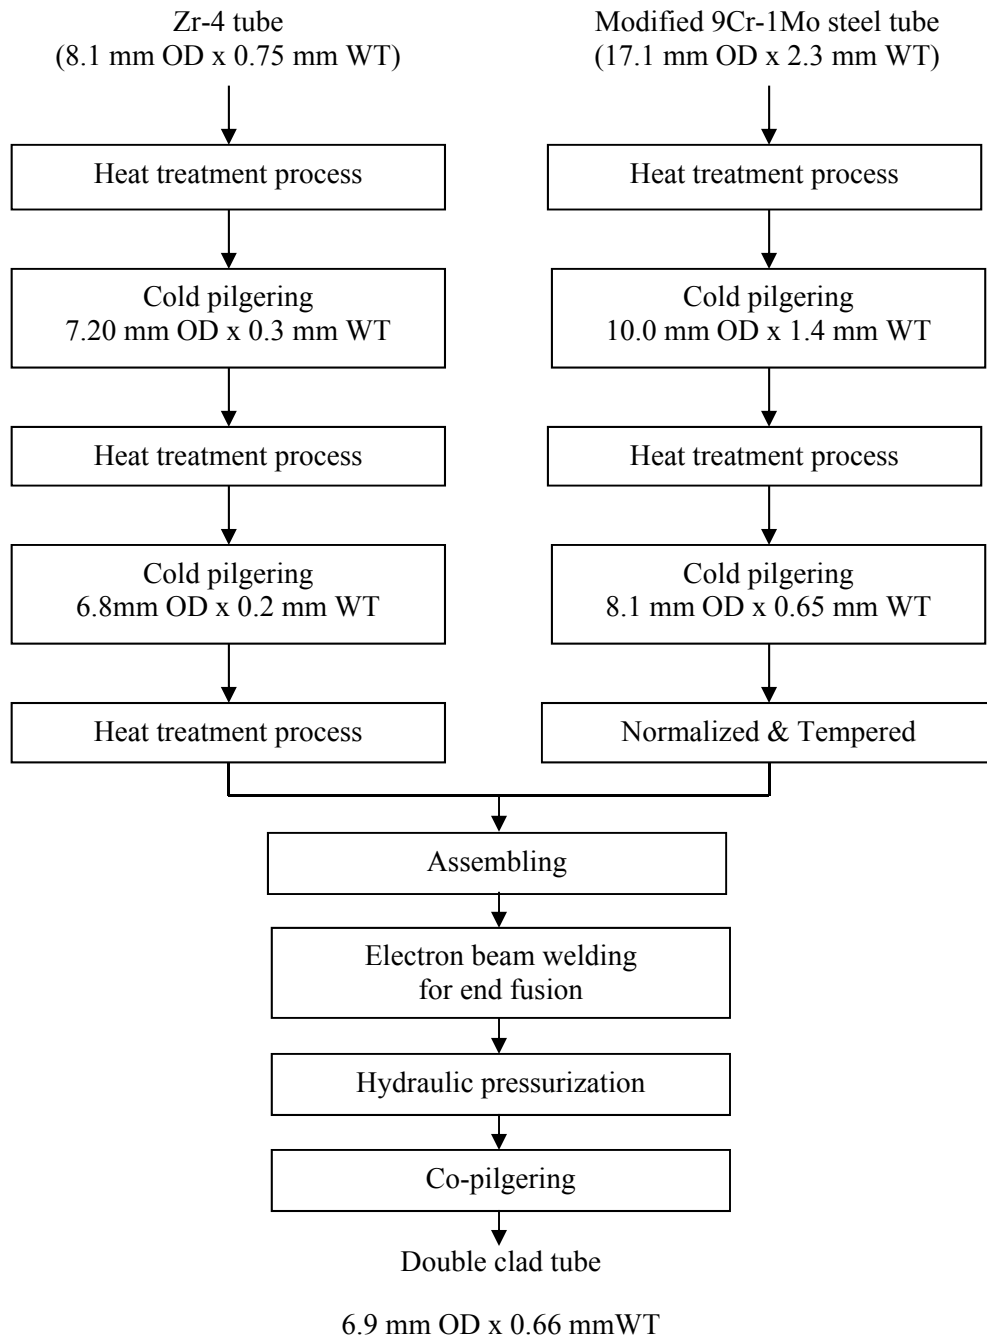 Zr-4 tube
(8.1 mm OD x 0.75 mm WT)
Heat treatment process
Cold pilgering
7.20 mm OD x 0.3 mm WT
Heat treatment process
Cold pilgering
6.8mm OD x 0.2 mm WT
Heat treatment process
Modified 9Cr-1Mo steel tube
(17.1 mm OD x 2.3 mm WT)
Heat treatment process
Cold pilgering
10.0 mm OD x 1.4 mm WT
Heat treatment process
Cold pilgering
8.1 mm OD x 0.65 mm WT
Normalized & Tempered
Assembling
Electron beam welding
for end fusion
Hydraulic pressurization
Co-pilgering
Double clad tube
6.9 mm OD x 0.66 mmWT